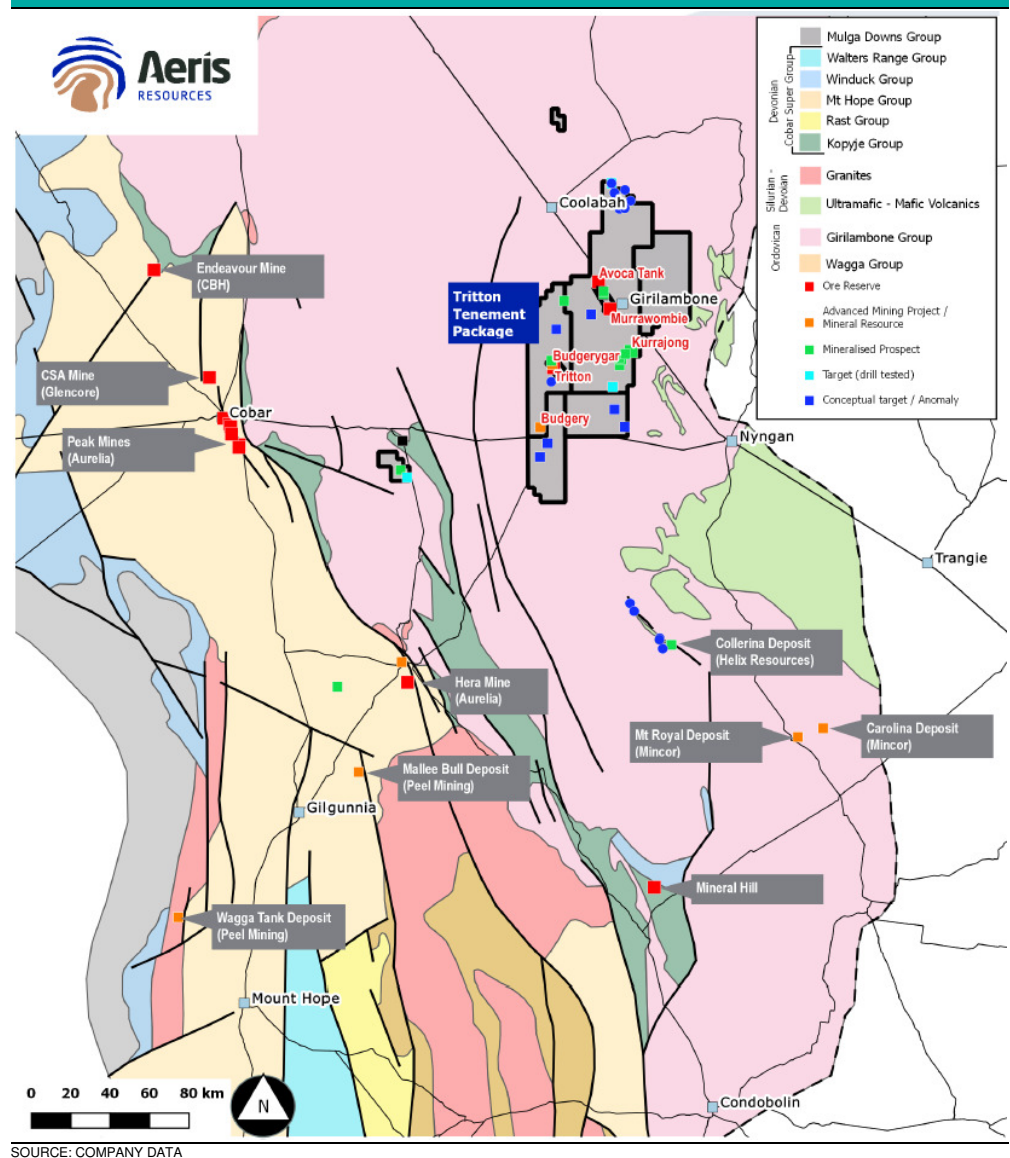 Aeris
RESOURCES
Mulga Downs Group
Walters Range Group
Winduck Group
Mt Hope Group
Rast Group
Kopyje Group
Devonian
Cobar Super Group
Granites
Ultramafic - Mafic Volcanics
Silurian -
Devoian
Girilambone Group
Wagga Group
Ordovican
Ore Reserve
Advanced Mining Project /
Mineral Resource
Mineralised Prospect
Target (drill tested)
Conceptual target / Anomaly
Coolabah
Endeavour Mine
(CBH)
Avoca Tank
Tritton
Tenement
Package
Girilambone
Murrawombie
Kurrajong
Budgerygar
Tritton
CSA Mine
(Glencore)
Cobar
Budgery
Peak Mines
(Aurelia)
Nyngan
Trangie
Collerina Deposit
(Helix Resources)
Hera Mine
(Aurelia)
Mt Royal Deposit
(Mincor)
Carolina Deposit
(Mincor)
Mallee Bull Deposit
(Peel Mining)
Gilgunnia
Mineral Hill
Wagga Tank Deposit
(Peel Mining)
Mount Hope
0 20 40 60 80 km
N
Condobolin
SOURCE: COMPANY DATA